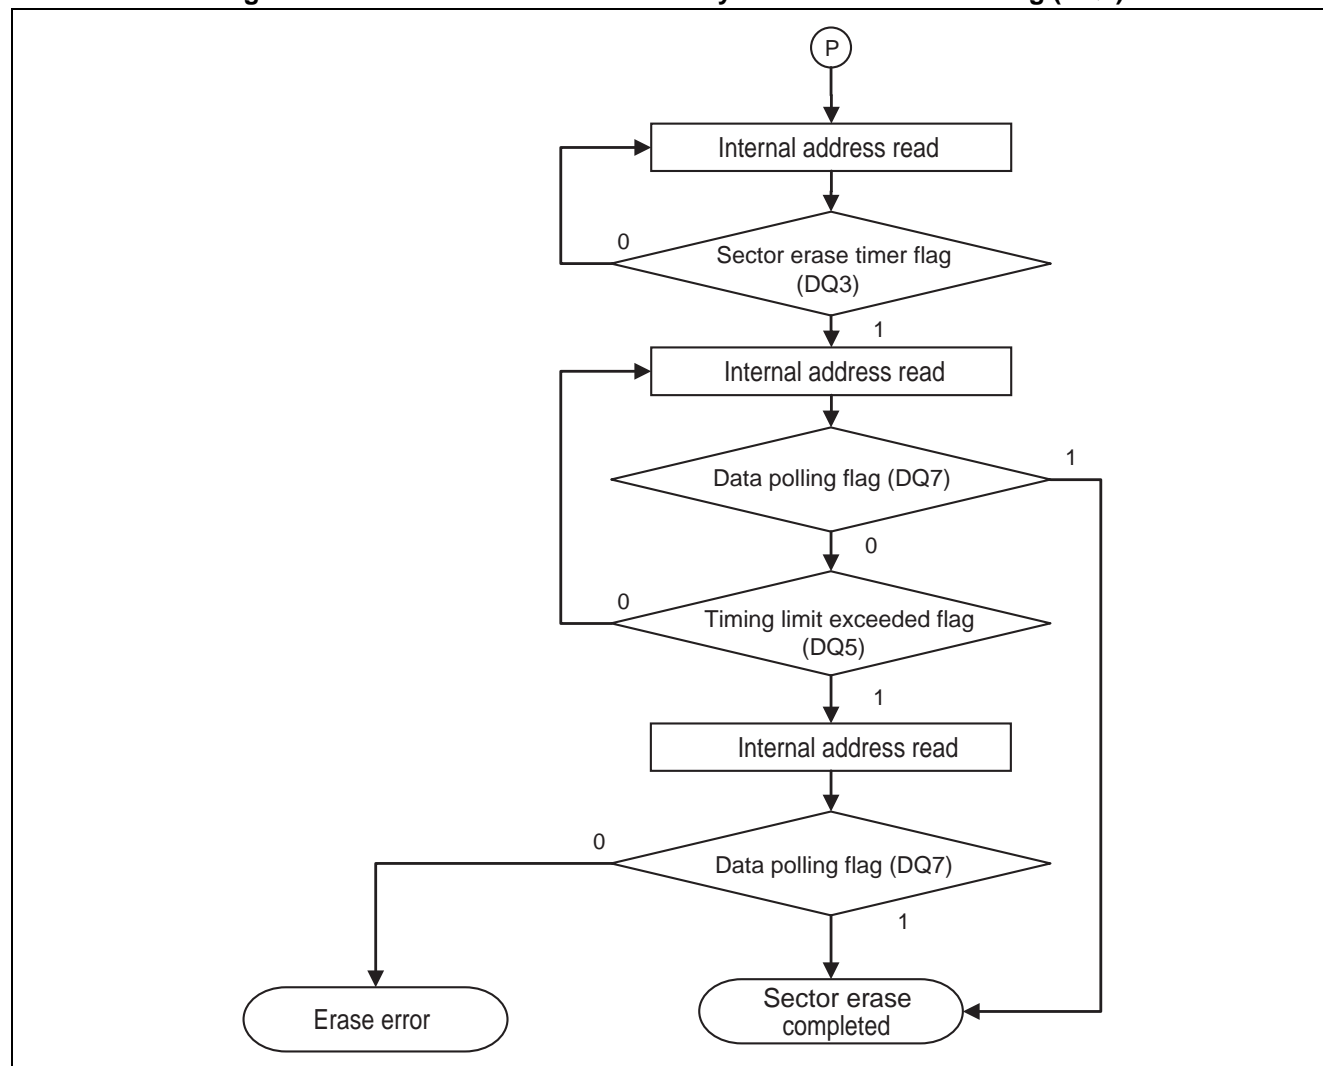 P
Internal address read
0
Sector erase timer flag
(DQ3)
1
Internal address read
1
Data polling flag (DQ7)
0
0
Timing limit exceeded flag
(DQ5)
1
Internal address read
0
Data polling flag (DQ7)
1
Erase error
Sector erase
completed